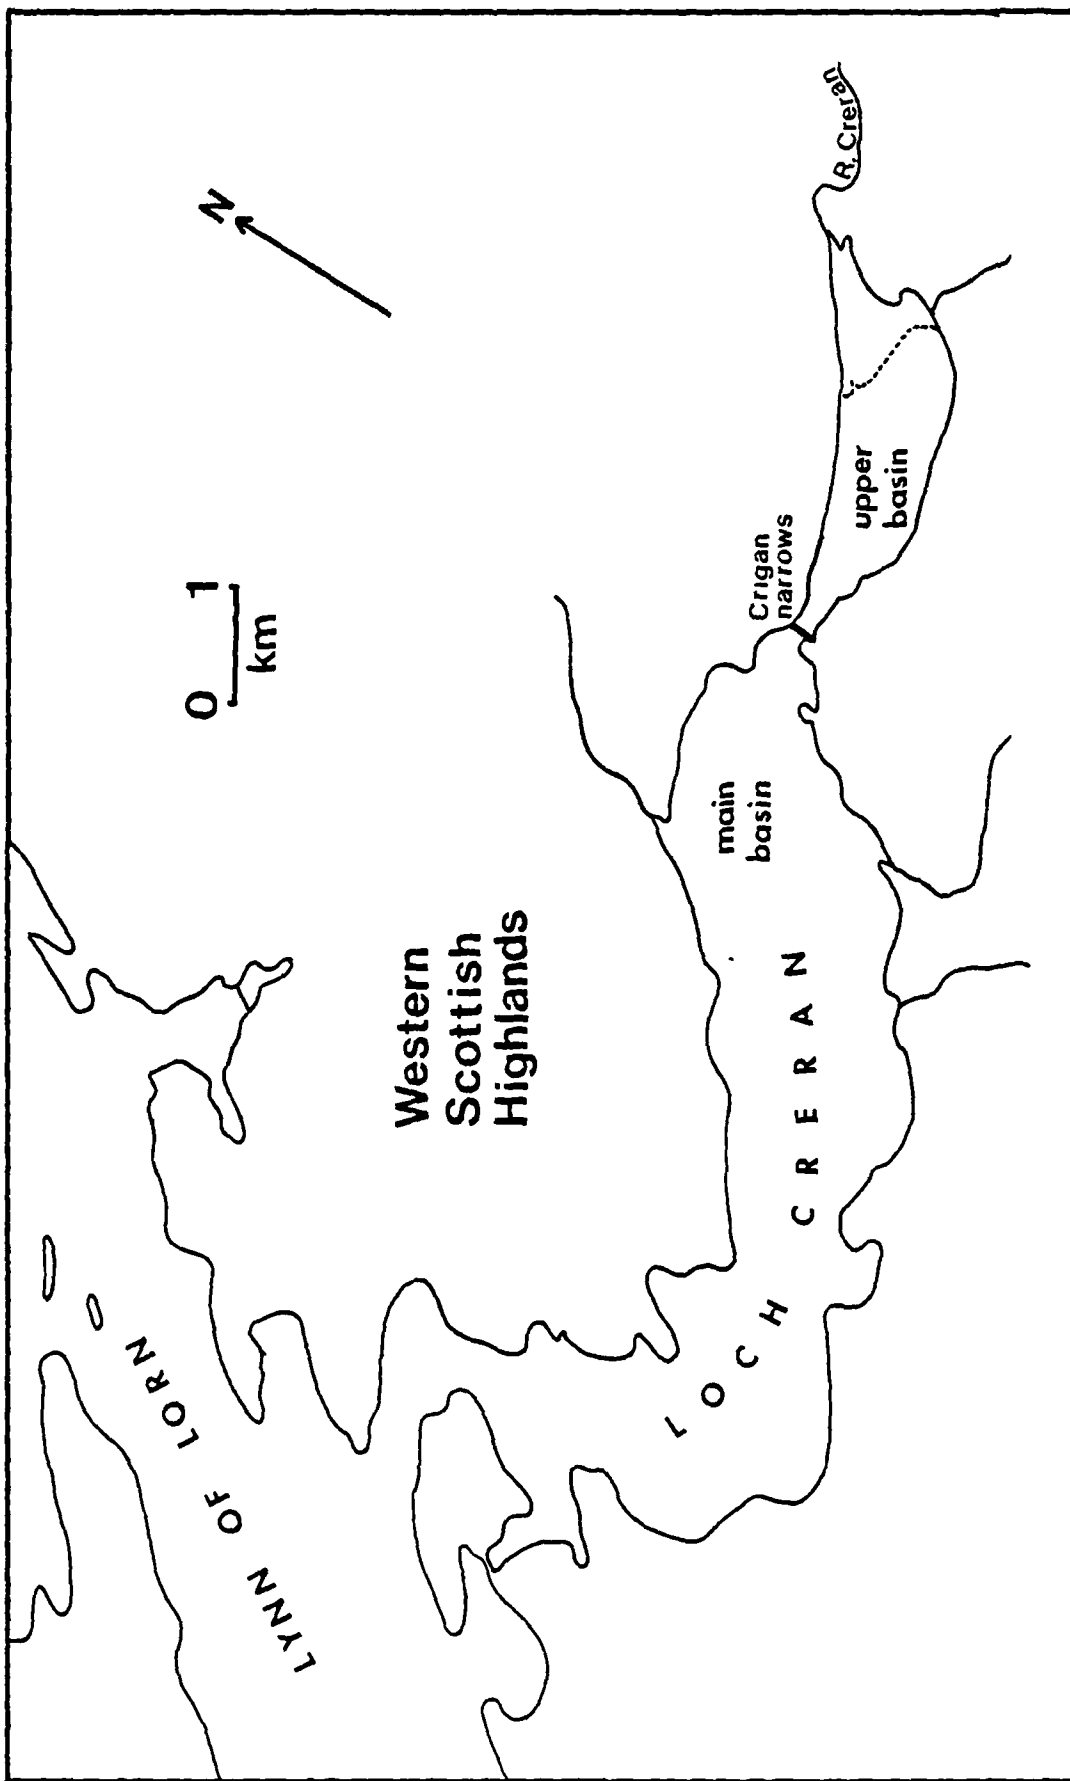 LYNN OF LORN
N
0 1
km
Western
Scottish
Highlands
LOCH CRERAN
main
basin
Crigan
narrows
upper
basin
R. Creran